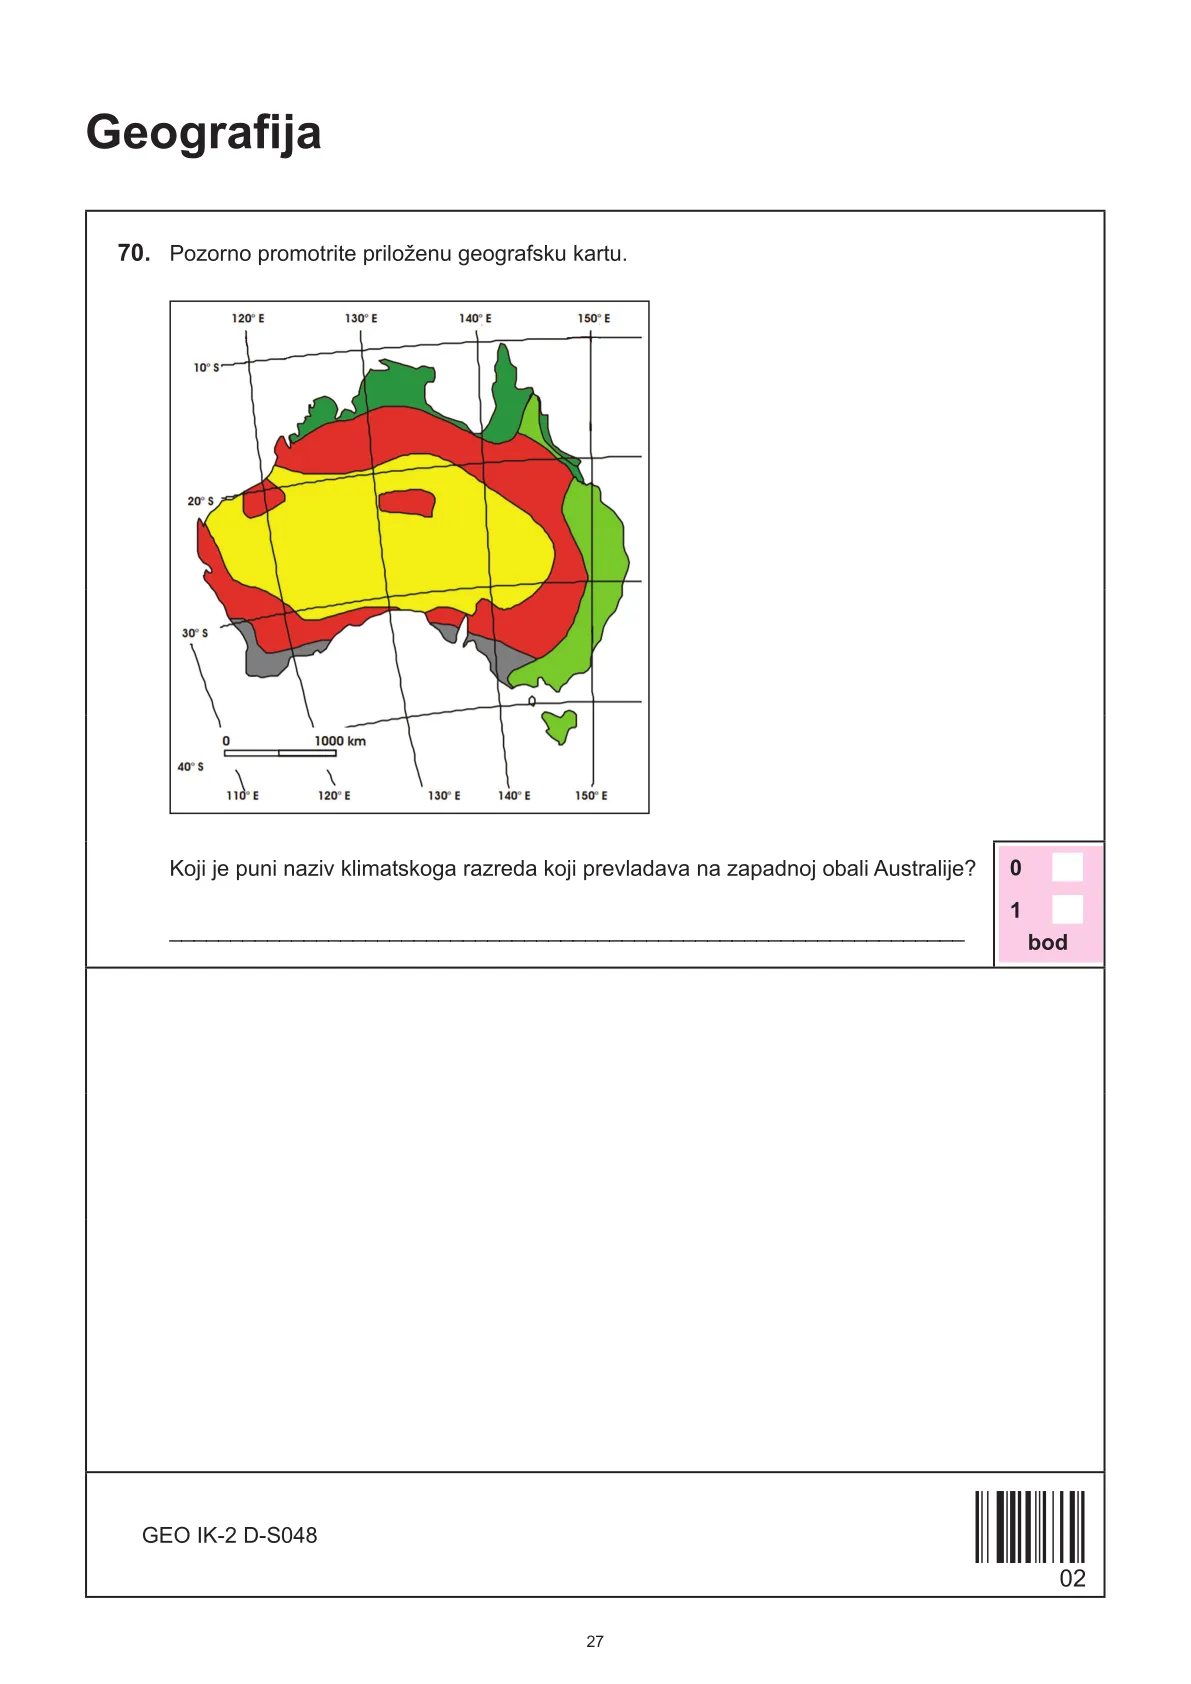 Geografija
70. Pozorno promotrite priloženu geografsku kartu.
120° E 130° E 140° E 150° E
10° S
20° S
30° S
0 1000 km
40° S
110° E 120° E 130° E 140° E 150° E
Koji je puni naziv klimatskoga razreda koji prevladava na zapadnoj obali Australije?
0
1
bod
GEO IK-2 D-S048
02
27